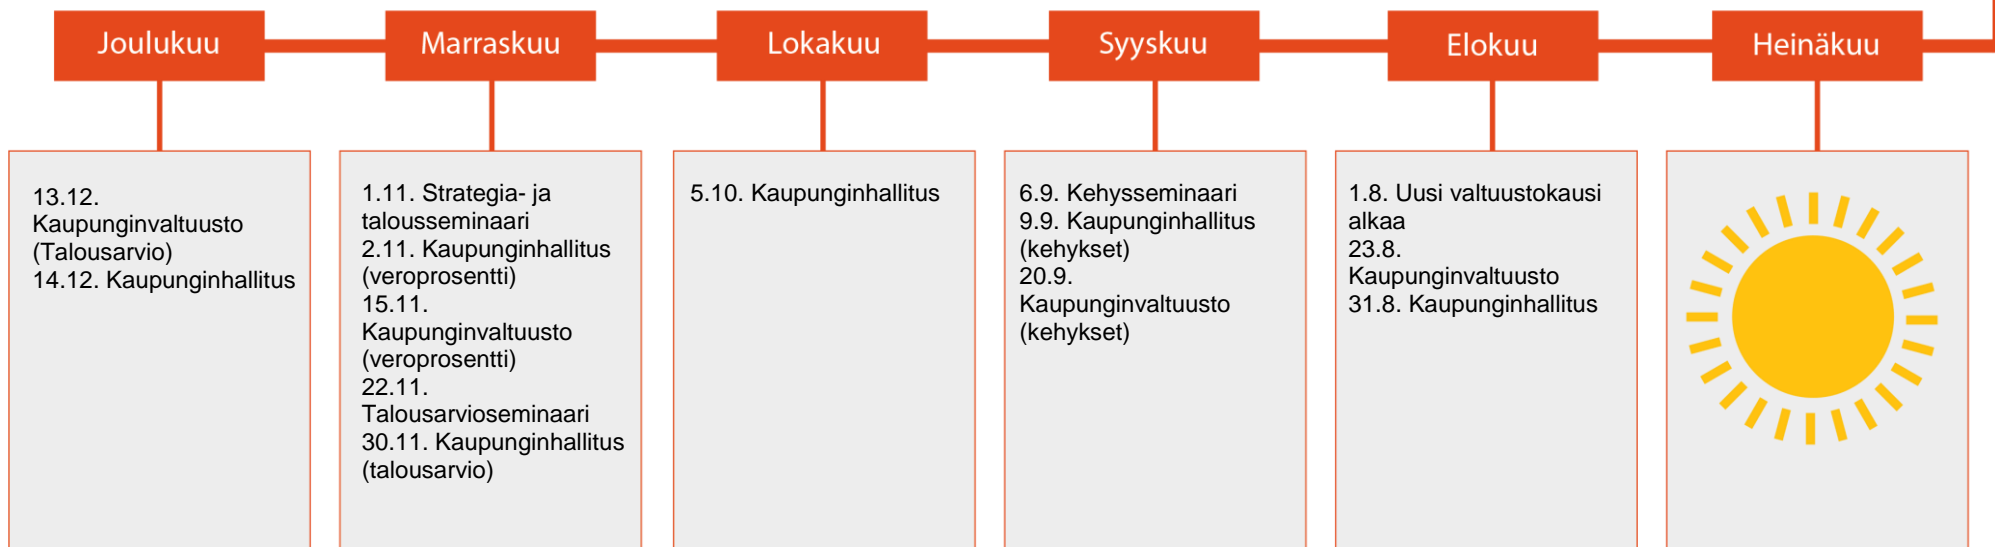 Joulukuu
13.12.
Kaupunginvaltuusto
(Talousarvio)
14.12. Kaupunginhallitus
Marraskuu
1.11. Strategia- ja
talousseminaari
2.11. Kaupunginhallitus
(veroprosentti)
15.11.
Kaupunginvaltuusto
(veroprosentti)
22.11.
Talousarvioseminaari
30.11. Kaupunginhallitus
(talousarvio)
Lokakuu
5.10. Kaupunginhallitus
Syyskuu
6.9. Kehysseminaari
9.9. Kaupunginhallitus
(kehykset)
20.9.
Kaupunginvaltuusto
(kehykset)
Elokuu
1.8. Uusi valtuustokausi
alkaa
23.8.
Kaupunginvaltuusto
31.8. Kaupunginhallitus
Heinäkuu